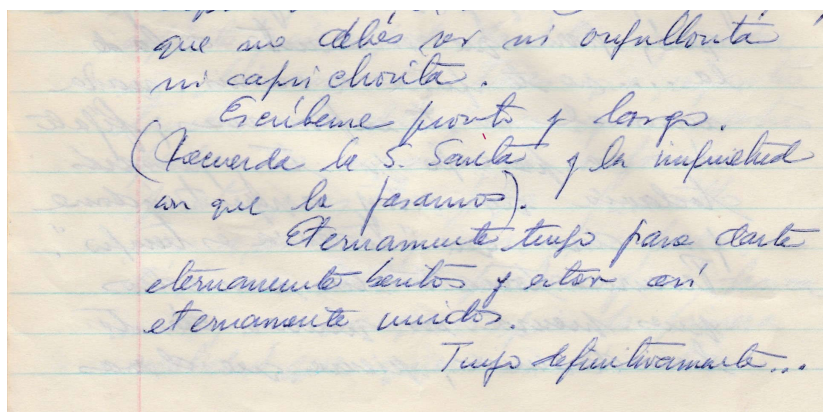 que no debés ser ni orgullosita
ni caprichosita.
Escríbeme pronto y largo.
(Recuerda la S. Santa y la inquietud
con que la pasamos).
Eternamente tuyo para darte
eternamente besitos y estar así
eternamente unidos.
Tuyo definitivamente...